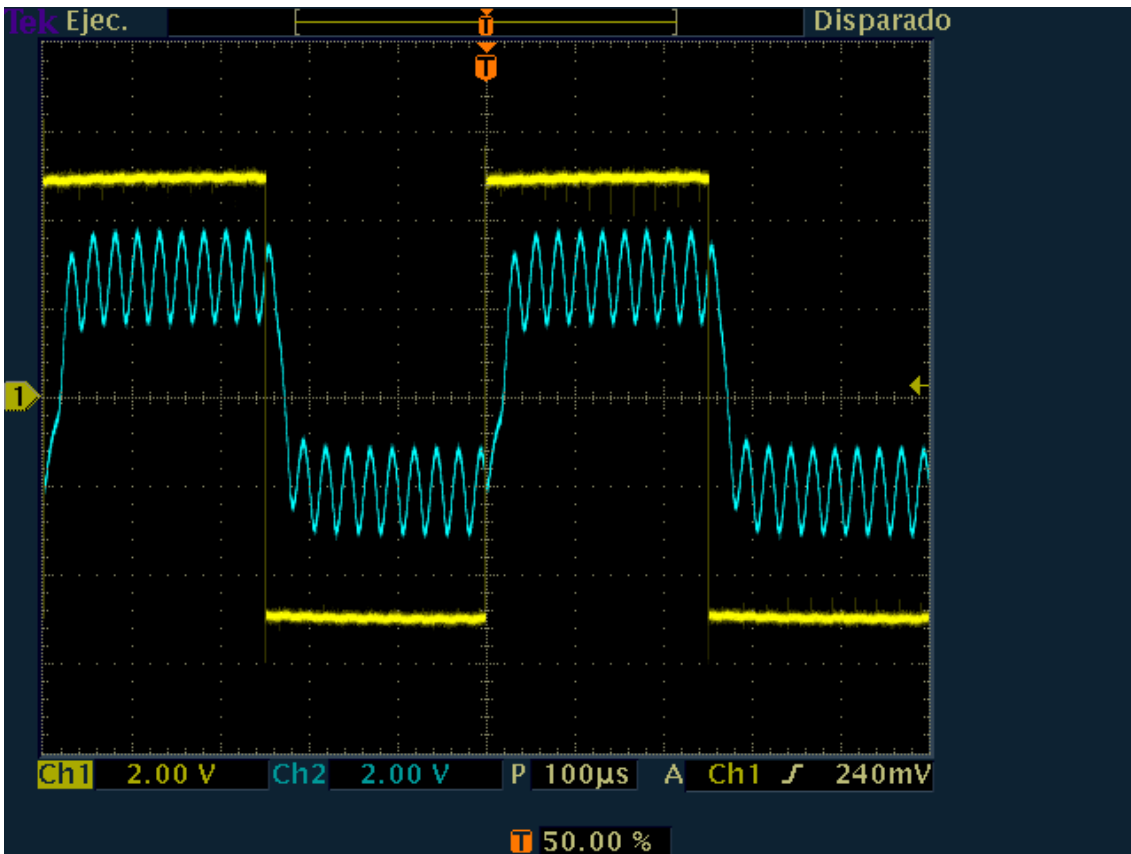 Tek Ejec. T Disparado
T
1
Ch1 2.00 V Ch2 2.00 V P 100µs A Ch1 240mV
T 50.00 %